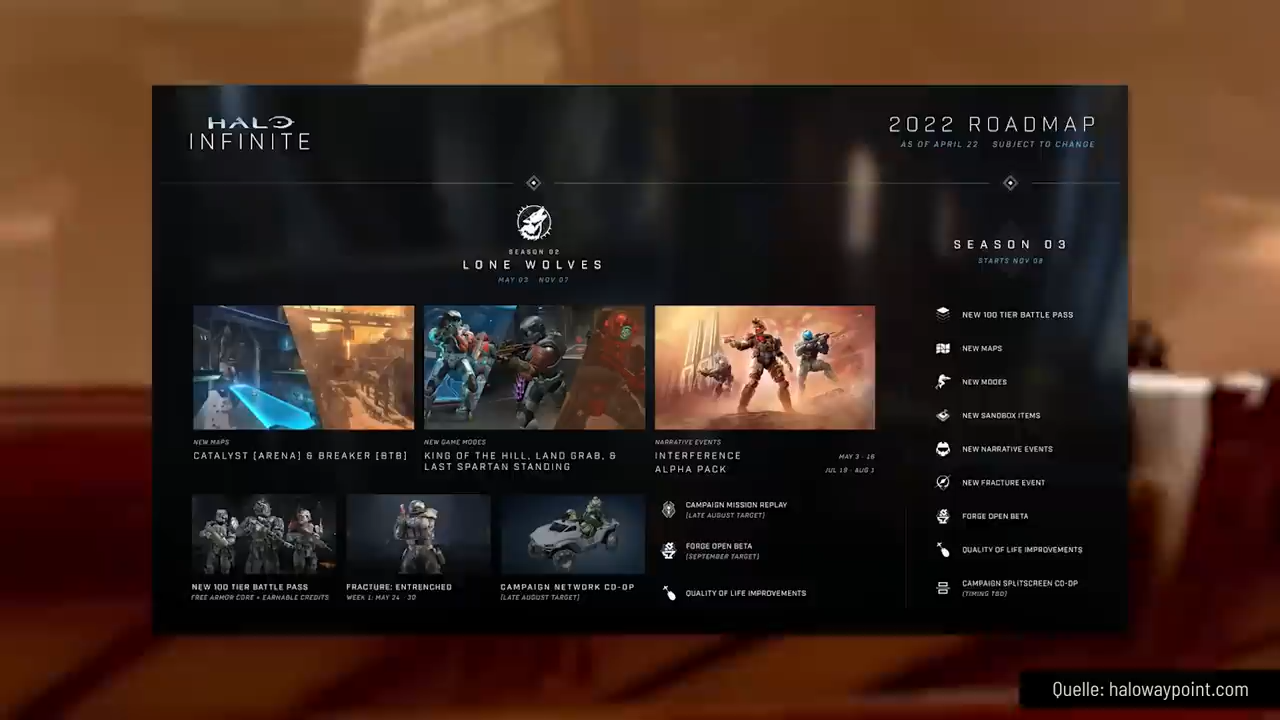 HALO
INFINITE
2022 ROADMAP
AS OF APRIL 22 SUBJECT TO CHANGE
SEASON 02
LONE WOLVES
MAY 03 NOV 07
SEASON 03
STARTS NOV 08
NEW MAPS
CATALYST [ARENA] & BREAKER [BTB]
NEW GAME MODES
KING OF THE HILL, LAND GRAB, &
LAST SPARTAN STANDING
NARRATIVE EVENTS
INTERFERENCE MAY 3 - 16
ALPHA PACK JUL 19 - AUG 1
NEW 100 TIER BATTLE PASS
FREE ARMOR CORE + EARNABLE CREDITS
FRACTURE: ENTRENCHED
WEEK 1: MAY 24 - 30
CAMPAIGN NETWORK CO-OP
[LATE AUGUST TARGET]
CAMPAIGN MISSION REPLAY
[LATE AUGUST TARGET]
FORGE OPEN BETA
[SEPTEMBER TARGET]
QUALITY OF LIFE IMPROVEMENTS
NEW 100 TIER BATTLE PASS
NEW MAPS
NEW MODES
NEW SANDBOX ITEMS
NEW NARRATIVE EVENTS
NEW FRACTURE EVENT
FORGE OPEN BETA
QUALITY OF LIFE IMPROVEMENTS
CAMPAIGN SPLITSCREEN CO-OP
(TIMING TBD)
Quelle: halowaypoint.com